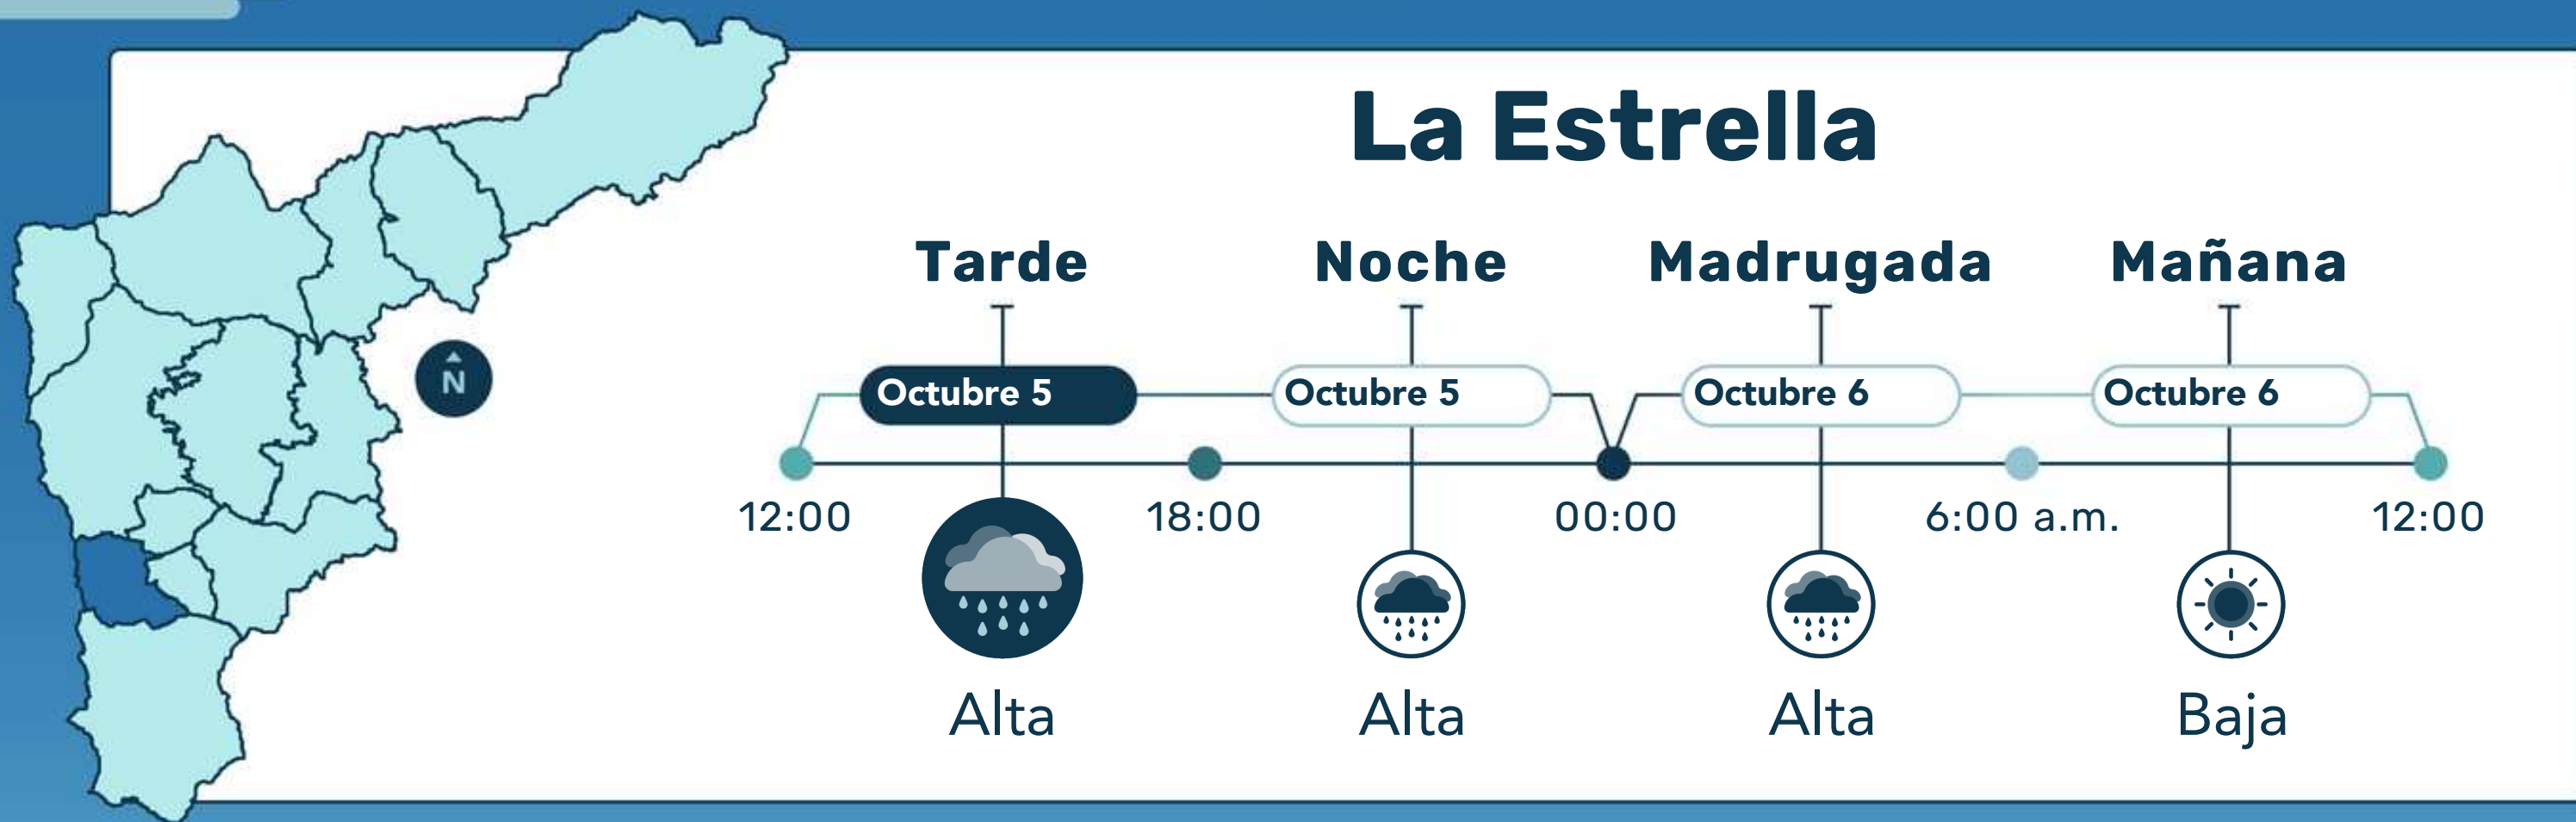 La Estrella
Tarde
Noche
Madrugada
Mañana
Octubre 5
Octubre 5
Octubre 6
Octubre 6
N
12:00
18:00
00:00
6:00 a.m.
12:00
Alta
Alta
Alta
Baja